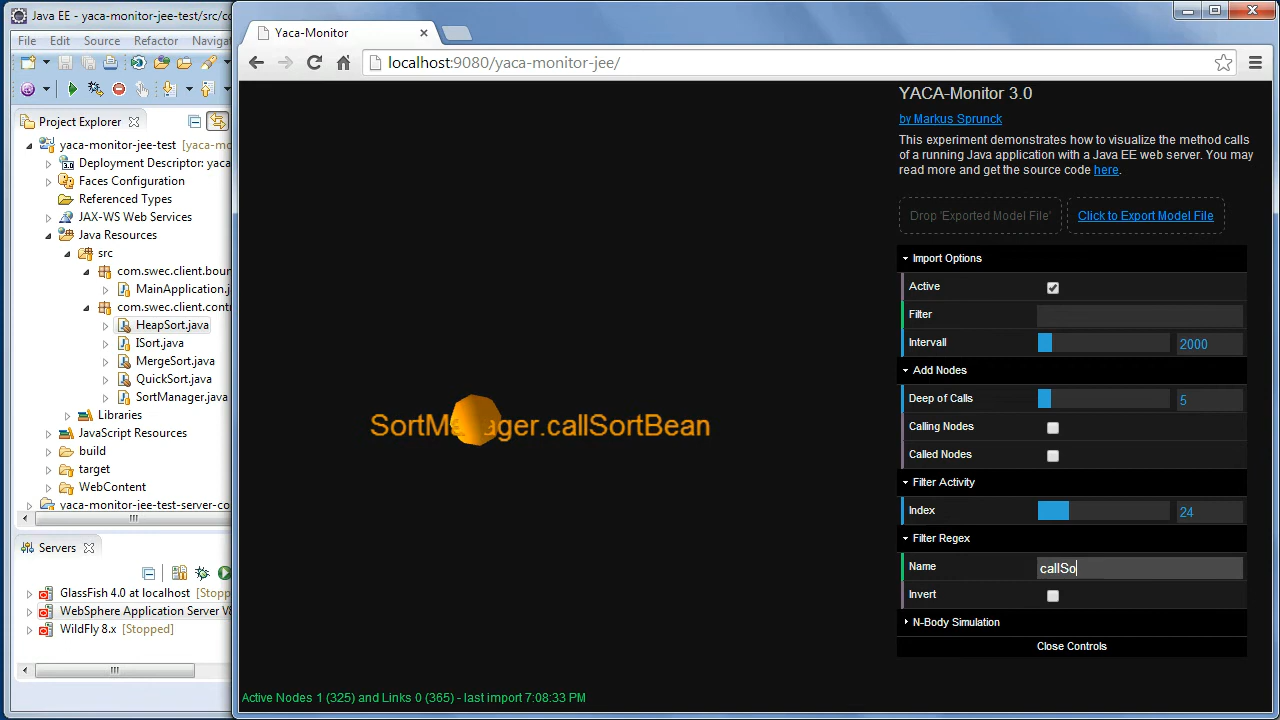 Java EE - yaca-monitor-jee-test/src/co
File Edit Source Refactor Naviga
Project Explorer
yaca-monitor-jee-test [yaca-mo
Deployment Descriptor: yaca
Faces Configuration
Referenced Types
JAX-WS Web Services
Java Resources
src
com.swec.client.boun
MainApplication.j
com.swec.client.contr
HeapSort.java
ISort.java
MergeSort.java
QuickSort.java
SortManager.java
Libraries
JavaScript Resources
build
target
WebContent
yaca-monitor-jee-test-server-co
Servers
GlassFish 4.0 at localhost [Stopp
WebSphere Application Server V8
WildFly 8.x [Stopped]
Yaca-Monitor
localhost:9080/yaca-monitor-jee/
SortManager.callSortBean
Active Nodes 1 (325) and Links 0 (365) - last import 7:08:33 PM
YACA-Monitor 3.0
by Markus Sprunck
This experiment demonstrates how to visualize the method calls
of a running Java application with a Java EE web server. You may
read more and get the source code here.
Drop 'Exported Model File' Click to Export Model File
Import Options
Active
Filter
Intervall 2000
Add Nodes
Deep of Calls 5
Calling Nodes
Called Nodes
Filter Activity
Index 24
Filter Regex
Name callSo
Invert
N-Body Simulation
Close Controls